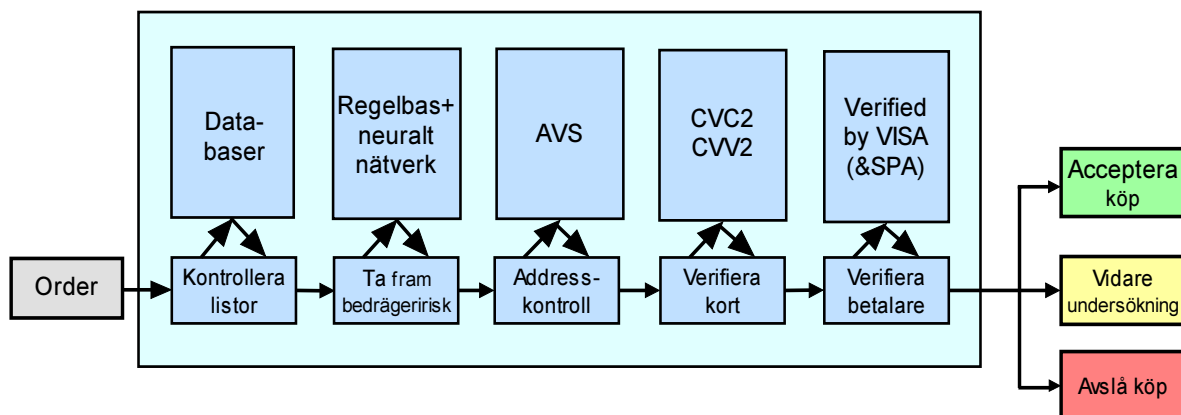 Data-
baser
Regelbas+
neuralt
nätverk
AVS
CVC2
CVV2
Verified
by VISA
(&SPA)
Order
Kontrollera
listor
Ta fram
bedrägeririsk
Address-
kontroll
Verifiera
kort
Verifiera
betalare
Acceptera
köp
Vidare
undersökning
Avslå köp